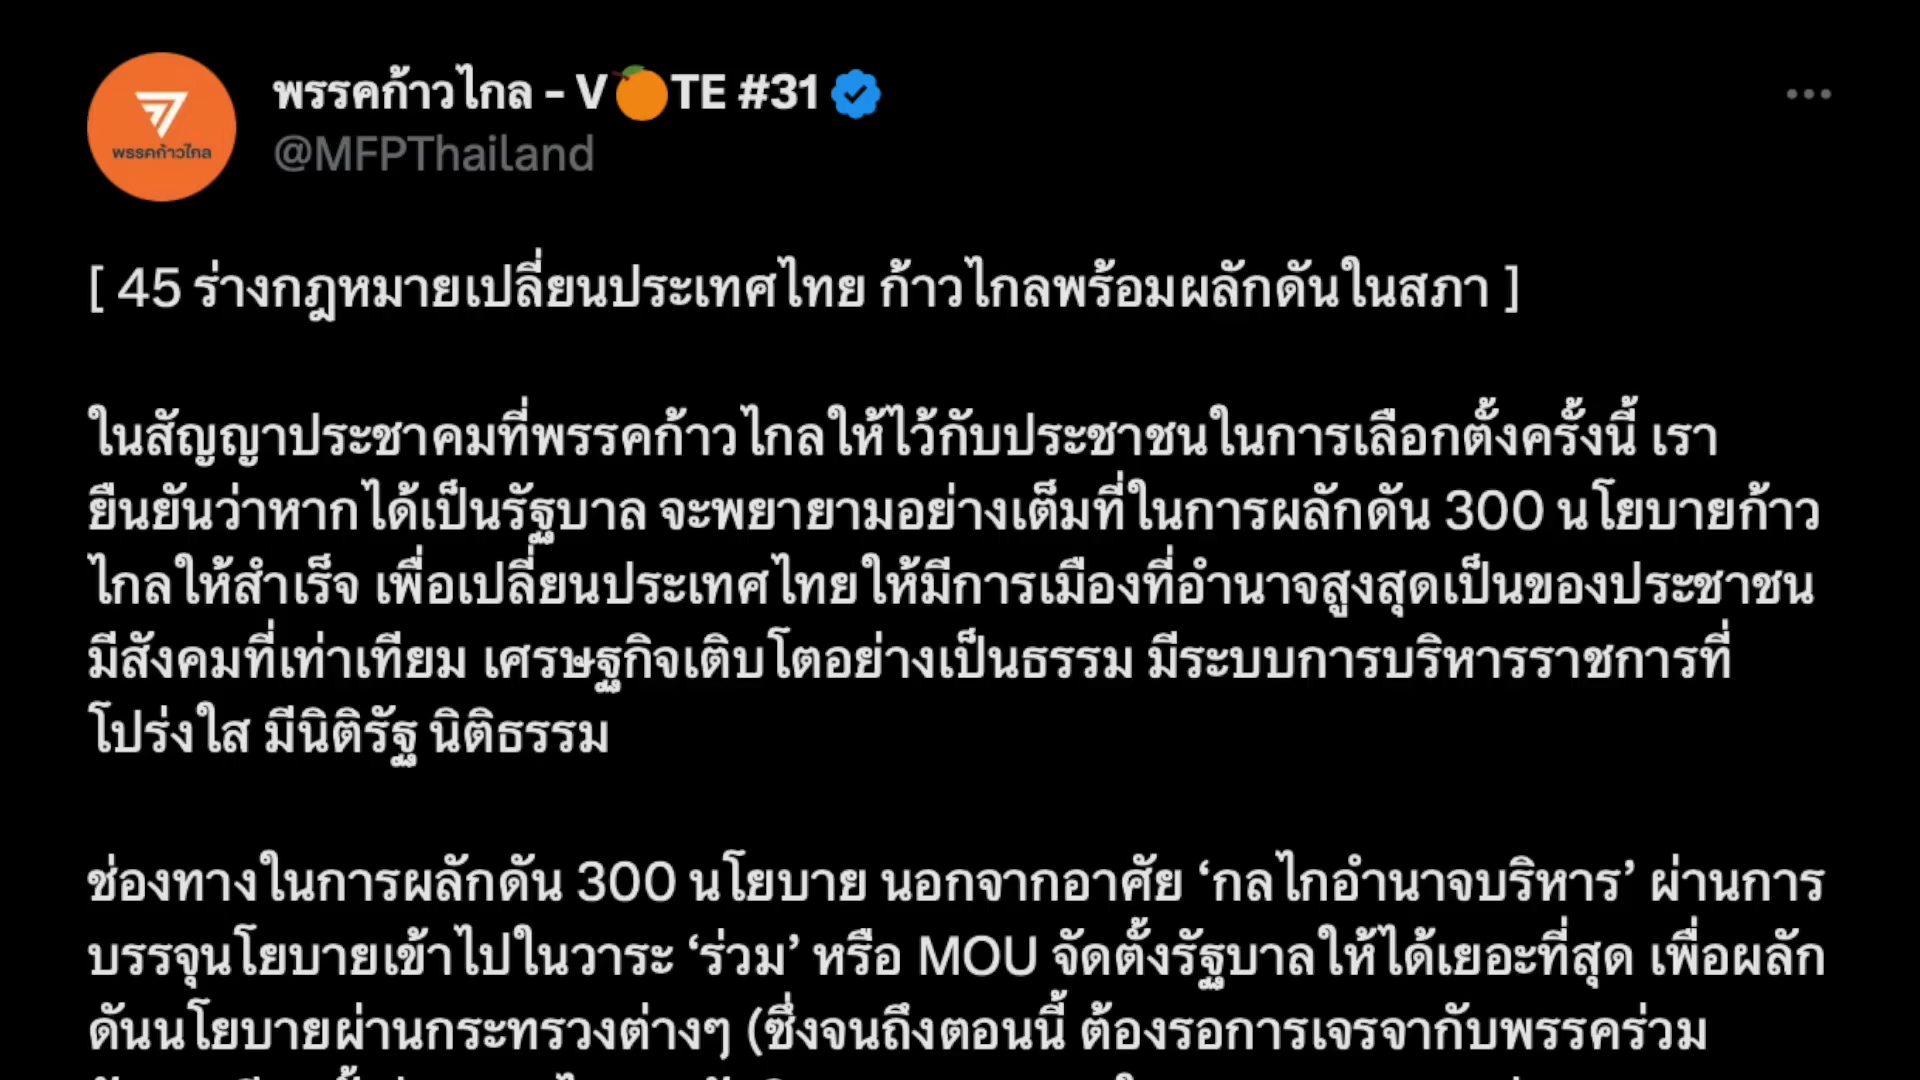 พรรคก้าวไกล - V🍊TE #31
@MFPThailand
พรรคก้าวไกล
[ 45 ร่างกฎหมายเปลี่ยนประเทศไทย ก้าวไกลพร้อมผลักดันในสภา ]
ในสัญญาประชาคมที่พรรคก้าวไกลให้ไว้กับประชาชนในการเลือกตั้งครั้งนี้ เรา
ยืนยันว่าหากได้เป็นรัฐบาล จะพยายามอย่างเต็มที่ในการผลักดัน 300 นโยบายก้าว
ไกลให้สำเร็จ เพื่อเปลี่ยนประเทศไทยให้มีการเมืองที่อำนาจสูงสุดเป็นของประชาชน
มีสังคมที่เท่าเทียม เศรษฐกิจเติบโตอย่างเป็นธรรม มีระบบการบริหารราชการที่
โปร่งใส มีนิติรัฐ นิติธรรม
ช่องทางในการผลักดัน 300 นโยบาย นอกจากอาศัย ‘กลไกอำนาจบริหาร’ ผ่านการ
บรรจุนโยบายเข้าไปในวาระ ‘ร่วม’ หรือ MOU จัดตั้งรัฐบาลให้ได้เยอะที่สุด เพื่อผลัก
ดันนโยบายผ่านกระทรวงต่างๆ (ซึ่งจนถึงตอนนี้ ต้องรอการเจรจากับพรรคร่วม